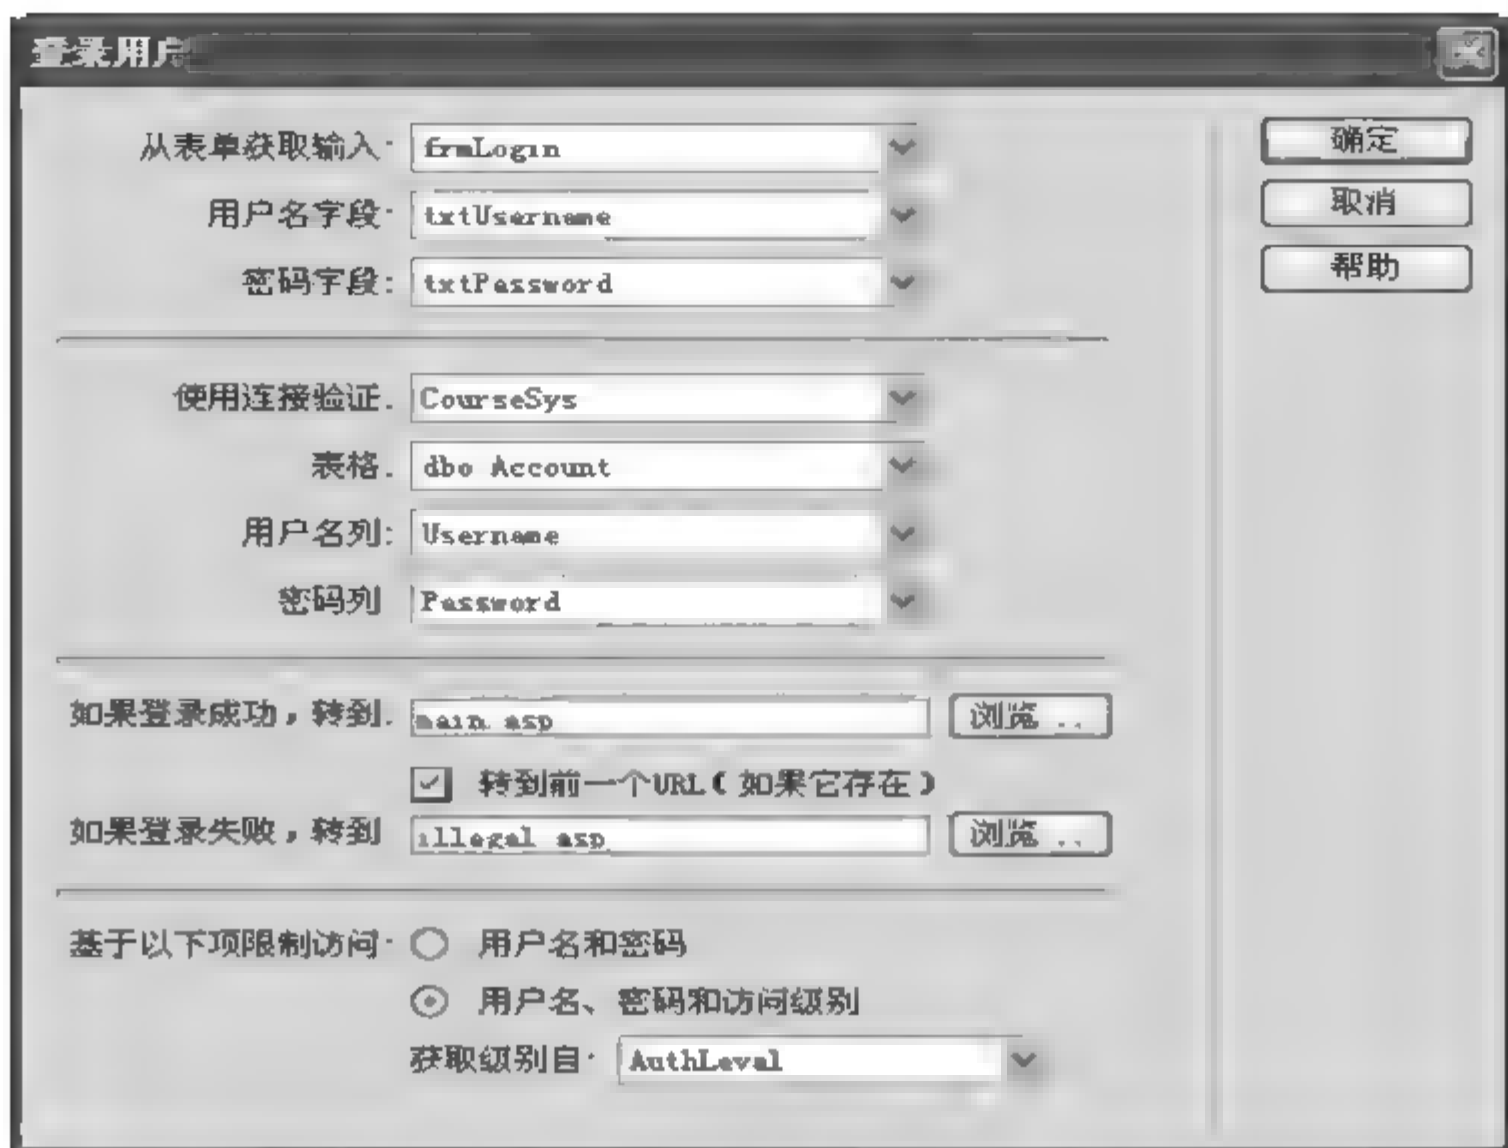 登录用户
从表单获取输入: frmLogin
用户名字段: txtUsername
密码字段: txtPassword
使用连接验证: CourseSys
表格: dbo Account
用户名列: Username
密码列 Password
如果登录成功，转到: main asp 浏览 ..
转到前一个URL(如果它存在)
如果登录失败，转到 illegal asp 浏览 ..
基于以下项限制访问: 用户名和密码
用户名、密码和访问级别
获取级别自: AuthLeval
确定
取消
帮助